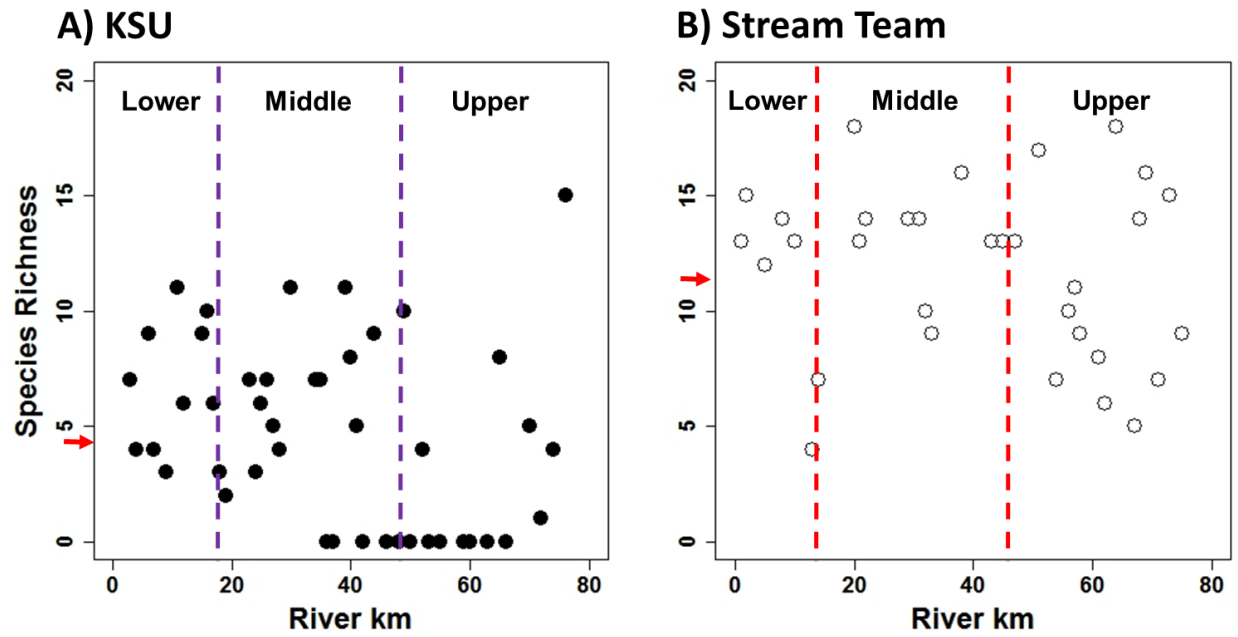 A) KSU
B) Stream Team
Species Richness
20
15
10
5
0
Lower Middle Upper
0 20 40 60 80
River km
20
15
10
5
0
Lower Middle Upper
0 20 40 60 80
River km